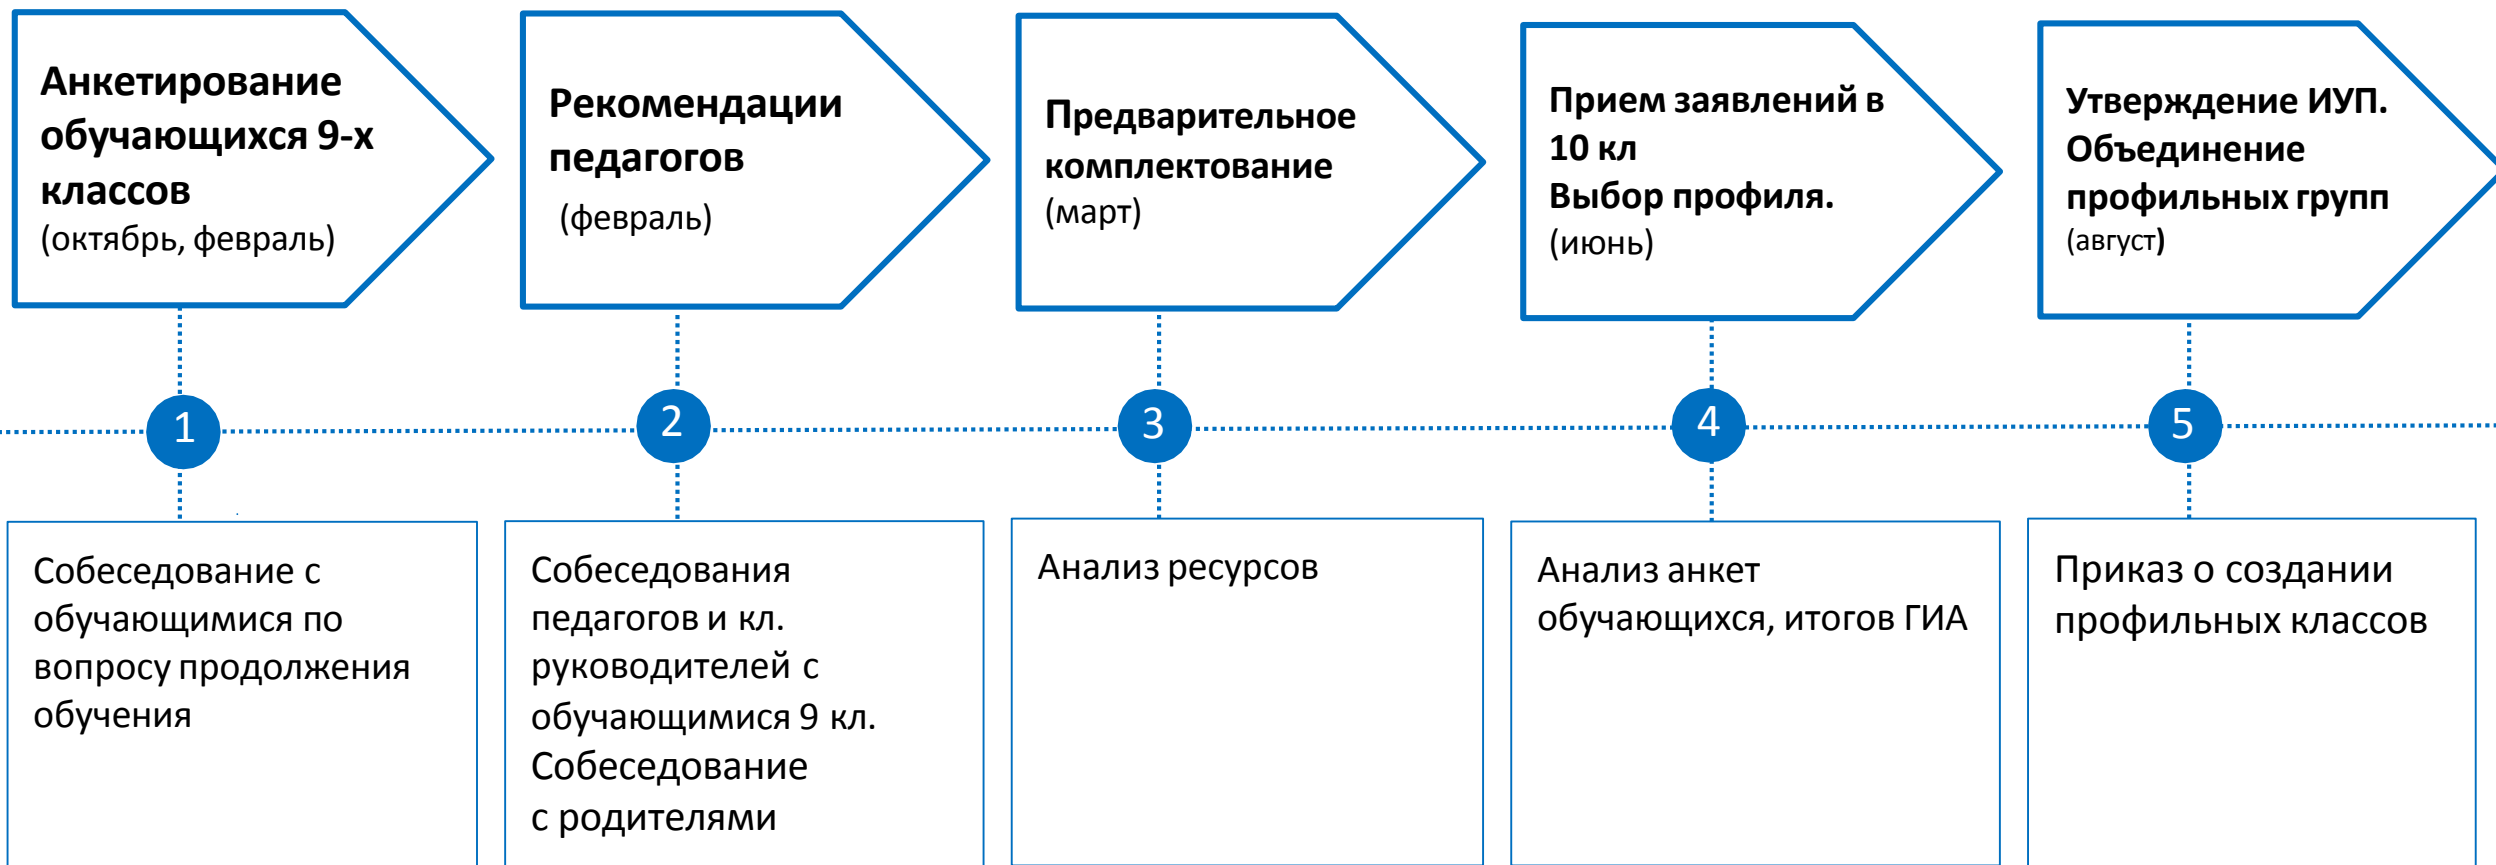 Анкетирование
обучающихся 9-х
классов
(октябрь, февраль)
Рекомендации
педагогов
(февраль)
Предварительное
комплектование
(март)
Прием заявлений в
10 кл
Выбор профиля.
(июнь)
Утверждение ИУП.
Объединение
профильных групп
(август)
1
2
3
4
5
Собеседование с
обучающимися по
вопросу продолжения
обучения
Собеседования
педагогов и кл.
руководителей с
обучающимися 9 кл.
Собеседование
с родителями
Анализ ресурсов
Анализ анкет
обучающихся, итогов ГИА
Приказ о создании
профильных классов